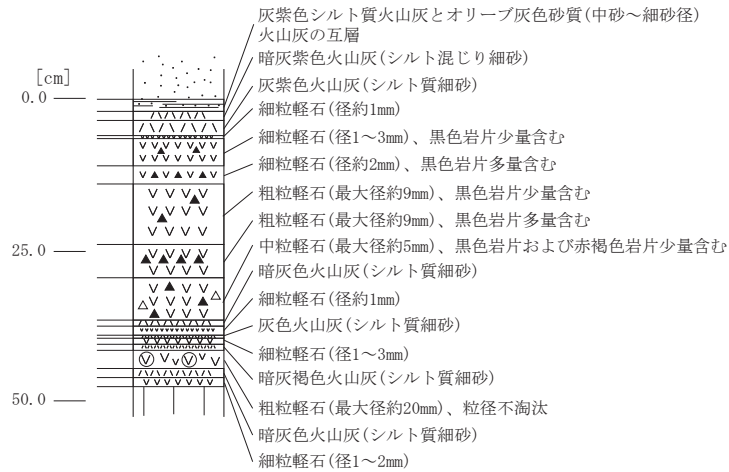 灰紫色シルト質火山灰とオリーブ灰色砂質(中砂～細砂径)
火山灰の互層
暗灰紫色火山灰(シルト混じり細砂)
[cm]
灰紫色火山灰(シルト質細砂)
0.0
細粒軽石(径約1mm)
細粒軽石(径1～3mm)、黒色岩片少量含む
細粒軽石(径約2mm)、黒色岩片多量含む
粗粒軽石(最大径約9mm)、黒色岩片少量含む
粗粒軽石(最大径約9mm)、黒色岩片多量含む
25.0
中粒軽石(最大径約5mm)、黒色岩片および赤褐色岩片少量含む
暗灰色火山灰(シルト質細砂)
細粒軽石(径約1mm)
灰色火山灰(シルト質細砂)
細粒軽石(径1～3mm)
暗灰褐色火山灰(シルト質細砂)
50.0
粗粒軽石(最大径約20mm)、粒径不淘汰
暗灰色火山灰(シルト質細砂)
細粒軽石(径1～2mm)